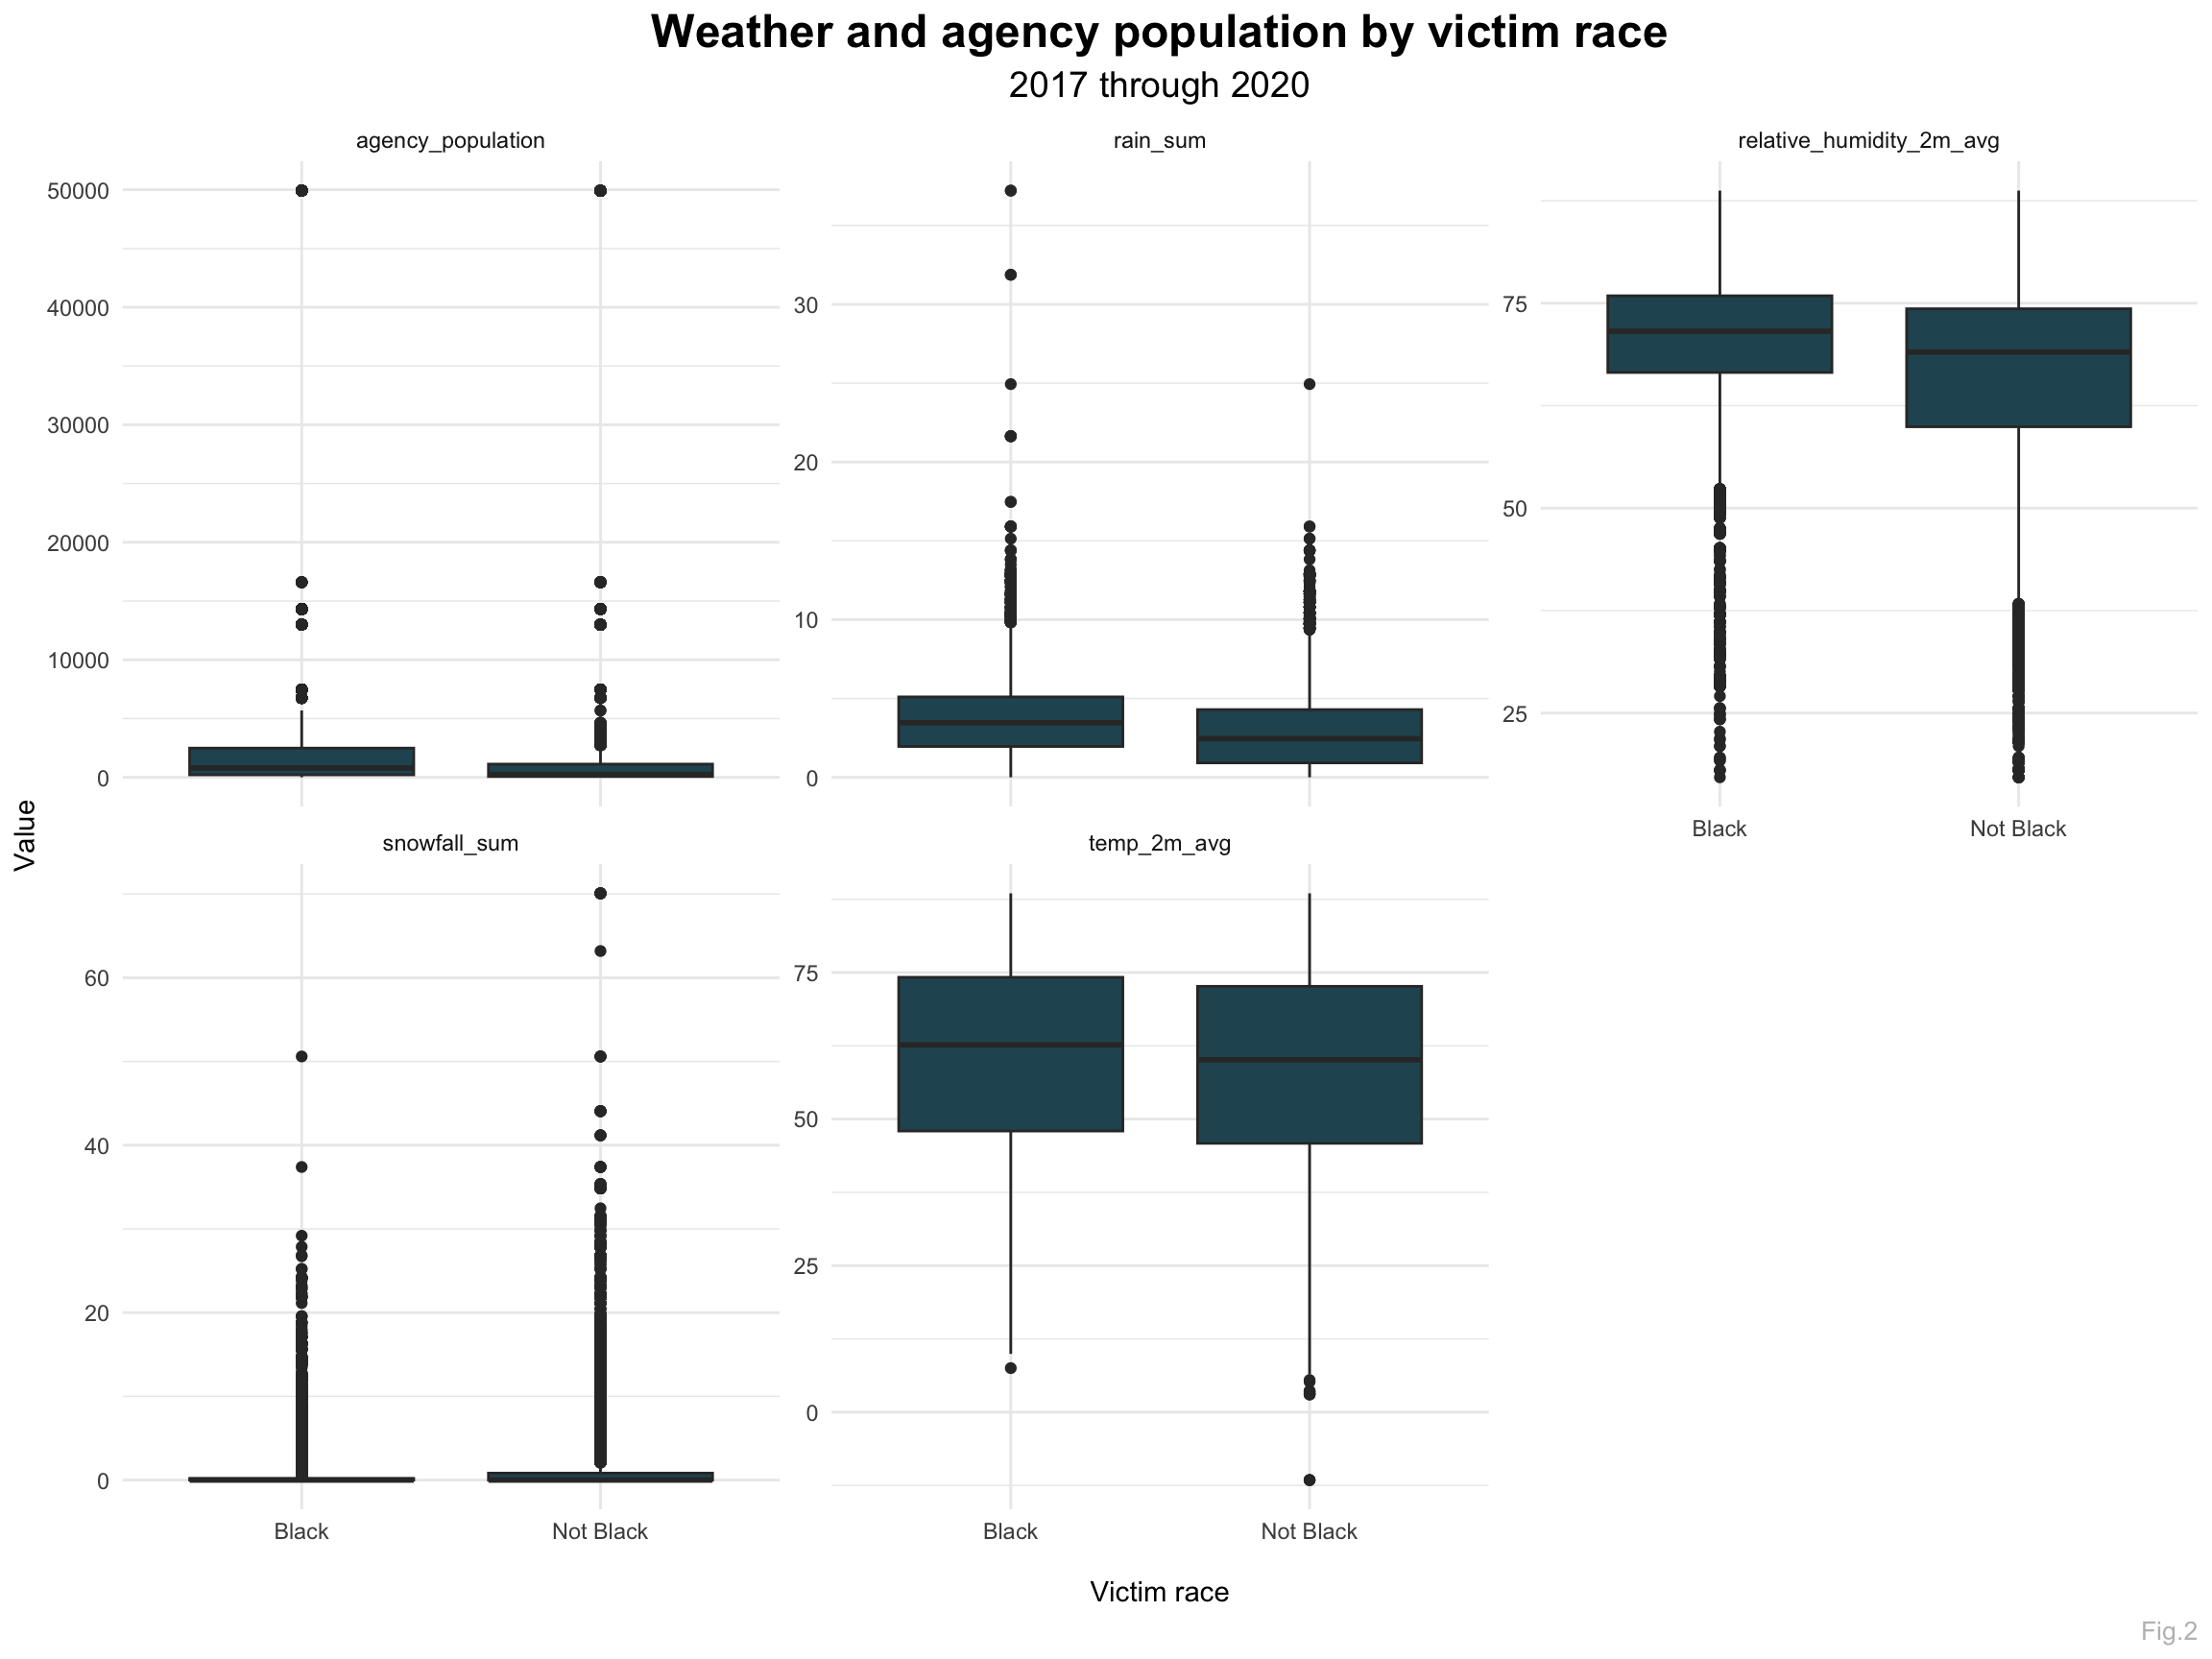 Weather and agency population by victim race
2017 through 2020
agency_population
rain_sum
relative_humidity_2m_avg
50000
40000
30000
20000
10000
0
30
20
10
0
75
50
25
Black
Not Black
Value
snowfall_sum
temp_2m_avg
60
40
20
0
75
50
25
0
Black
Not Black
Black
Not Black
Victim race
Fig.2